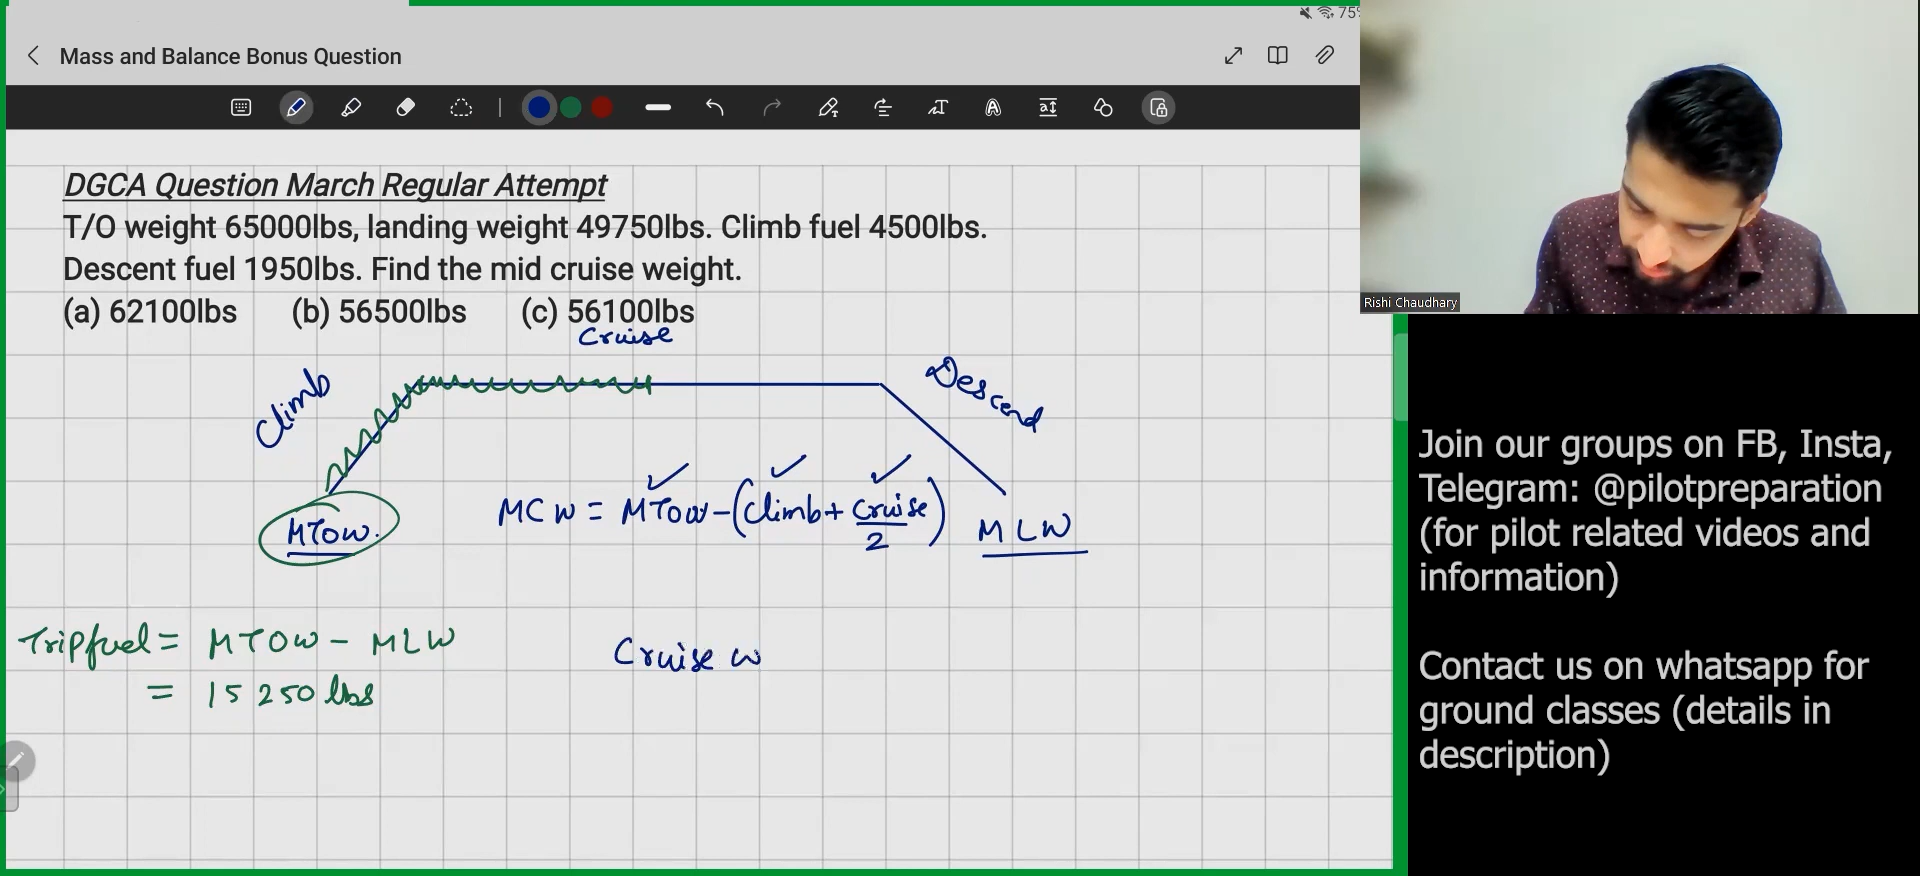 75%
Mass and Balance Bonus Question
DGCA Question March Regular Attempt
T/O weight 65000lbs, landing weight 49750lbs. Climb fuel 4500lbs.
Descent fuel 1950lbs. Find the mid cruise weight.
(a) 62100lbs (b) 56500lbs (c) 56100lbs
Cruise
Climb
Descend
MCW = MTOW - (Climb + Cruise/2)
MTOW.
MLW
Tripfuel = MTOW - MLW
= 15250 lbs
Cruise w
Rishi Chaudhary
Join our groups on FB, Insta,
Telegram: @pilotpreparation
(for pilot related videos and
information)
Contact us on whatsapp for
ground classes (details in
description)